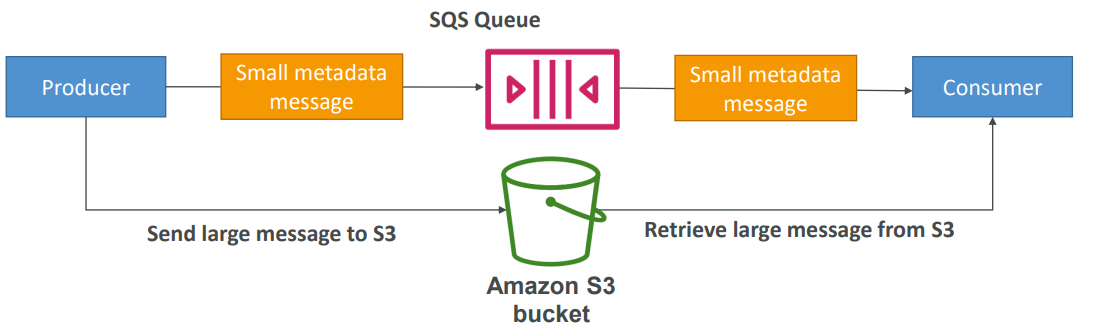 SQS Queue
Producer
Small metadata
message
Small metadata
message
Consumer
Send large message to S3
Retrieve large message from S3
Amazon S3
bucket